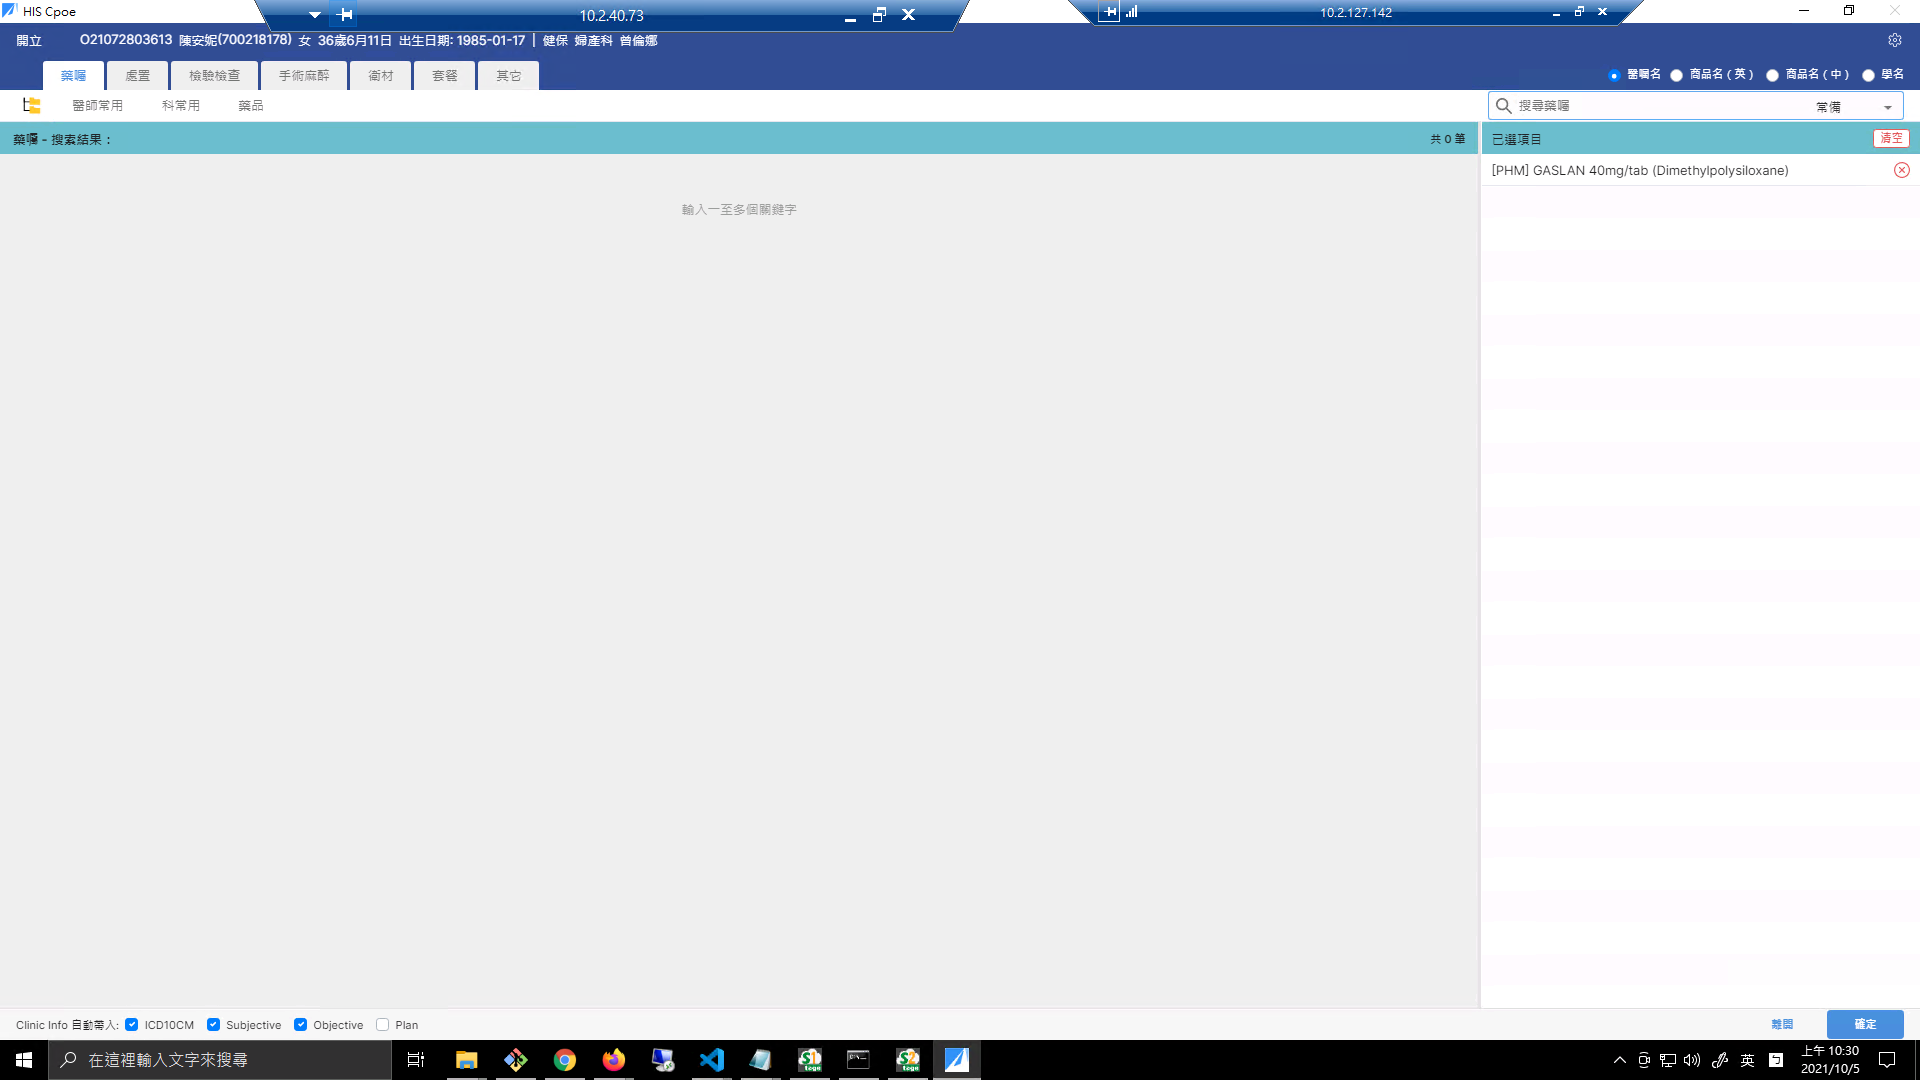 HIS Cpoe
10.2.40.73
10.2.127.142
開立 O21072803613 陳安妮(700218178) 女 36歲6月11日 出生日期: 1985-01-17 | 健保 婦產科 曾倫娜
藥囑 處置 檢驗檢查 手術麻醉 衛材 套餐 其它
醫囑名 商品名 ( 英 ) 商品名 ( 中 ) 學名
醫師常用 科常用 藥品
搜尋藥囑 常備
藥囑 - 搜索結果 : 共 0 筆
已選項目 清空
[PHM] GASLAN 40mg/tab (Dimethylpolysiloxane)
輸入一至多個關鍵字
Clinic Info 自動帶入: ICD10CM Subjective Objective Plan
離開 確定
在這裡輸入文字來搜尋
英
上午 10:30
2021/10/5